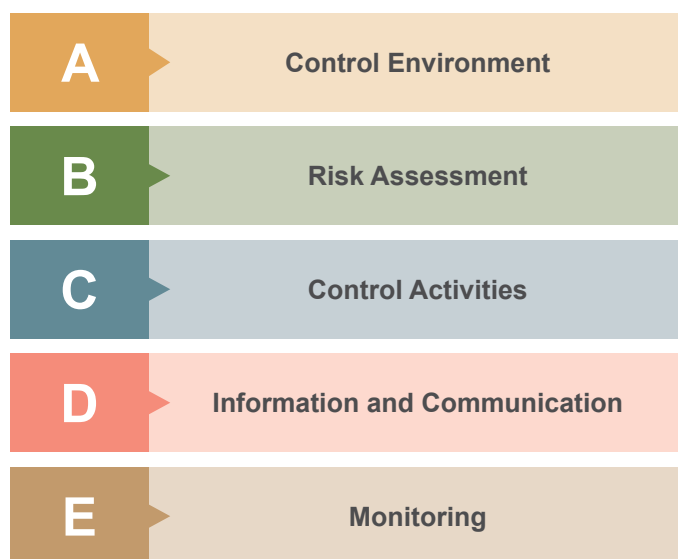 A
Control Environment
B
Risk Assessment
C
Control Activities
D
Information and Communication
E
Monitoring